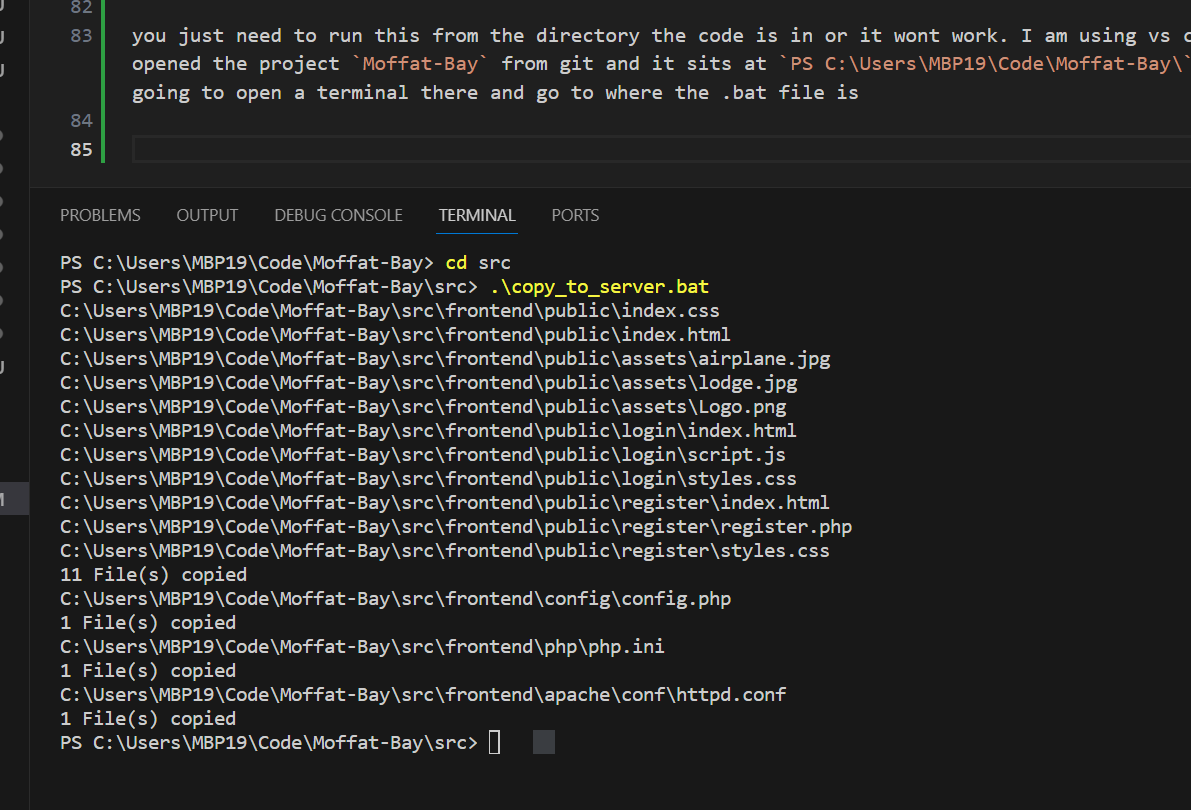 82
83 you just need to run this from the directory the code is in or it wont work. I am using vs
opened the project `Moffat-Bay` from git and it sits at `PS C:\Users\MBP19\Code\Moffat-Bay\`
going to open a terminal there and go to where the .bat file is
84
85
PROBLEMS OUTPUT DEBUG CONSOLE TERMINAL PORTS
PS C:\Users\MBP19\Code\Moffat-Bay> cd src
PS C:\Users\MBP19\Code\Moffat-Bay\src> .\copy_to_server.bat
C:\Users\MBP19\Code\Moffat-Bay\src\frontend\public\index.css
C:\Users\MBP19\Code\Moffat-Bay\src\frontend\public\index.html
C:\Users\MBP19\Code\Moffat-Bay\src\frontend\public\assets\airplane.jpg
C:\Users\MBP19\Code\Moffat-Bay\src\frontend\public\assets\lodge.jpg
C:\Users\MBP19\Code\Moffat-Bay\src\frontend\public\assets\Logo.png
C:\Users\MBP19\Code\Moffat-Bay\src\frontend\public\login\index.html
C:\Users\MBP19\Code\Moffat-Bay\src\frontend\public\login\script.js
C:\Users\MBP19\Code\Moffat-Bay\src\frontend\public\login\styles.css
C:\Users\MBP19\Code\Moffat-Bay\src\frontend\public\register\index.html
C:\Users\MBP19\Code\Moffat-Bay\src\frontend\public\register\register.php
C:\Users\MBP19\Code\Moffat-Bay\src\frontend\public\register\styles.css
11 File(s) copied
C:\Users\MBP19\Code\Moffat-Bay\src\frontend\config\config.php
1 File(s) copied
C:\Users\MBP19\Code\Moffat-Bay\src\frontend\php\php.ini
1 File(s) copied
C:\Users\MBP19\Code\Moffat-Bay\src\frontend\apache\conf\httpd.conf
1 File(s) copied
PS C:\Users\MBP19\Code\Moffat-Bay\src>